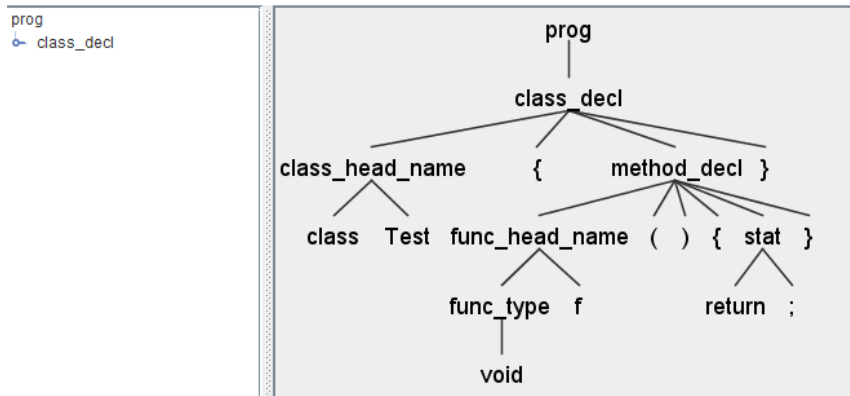 prog
class_decl
prog
class_decl
class_head_name { method_decl }
class Test func_head_name ( ) { stat }
func_type f return ;
void